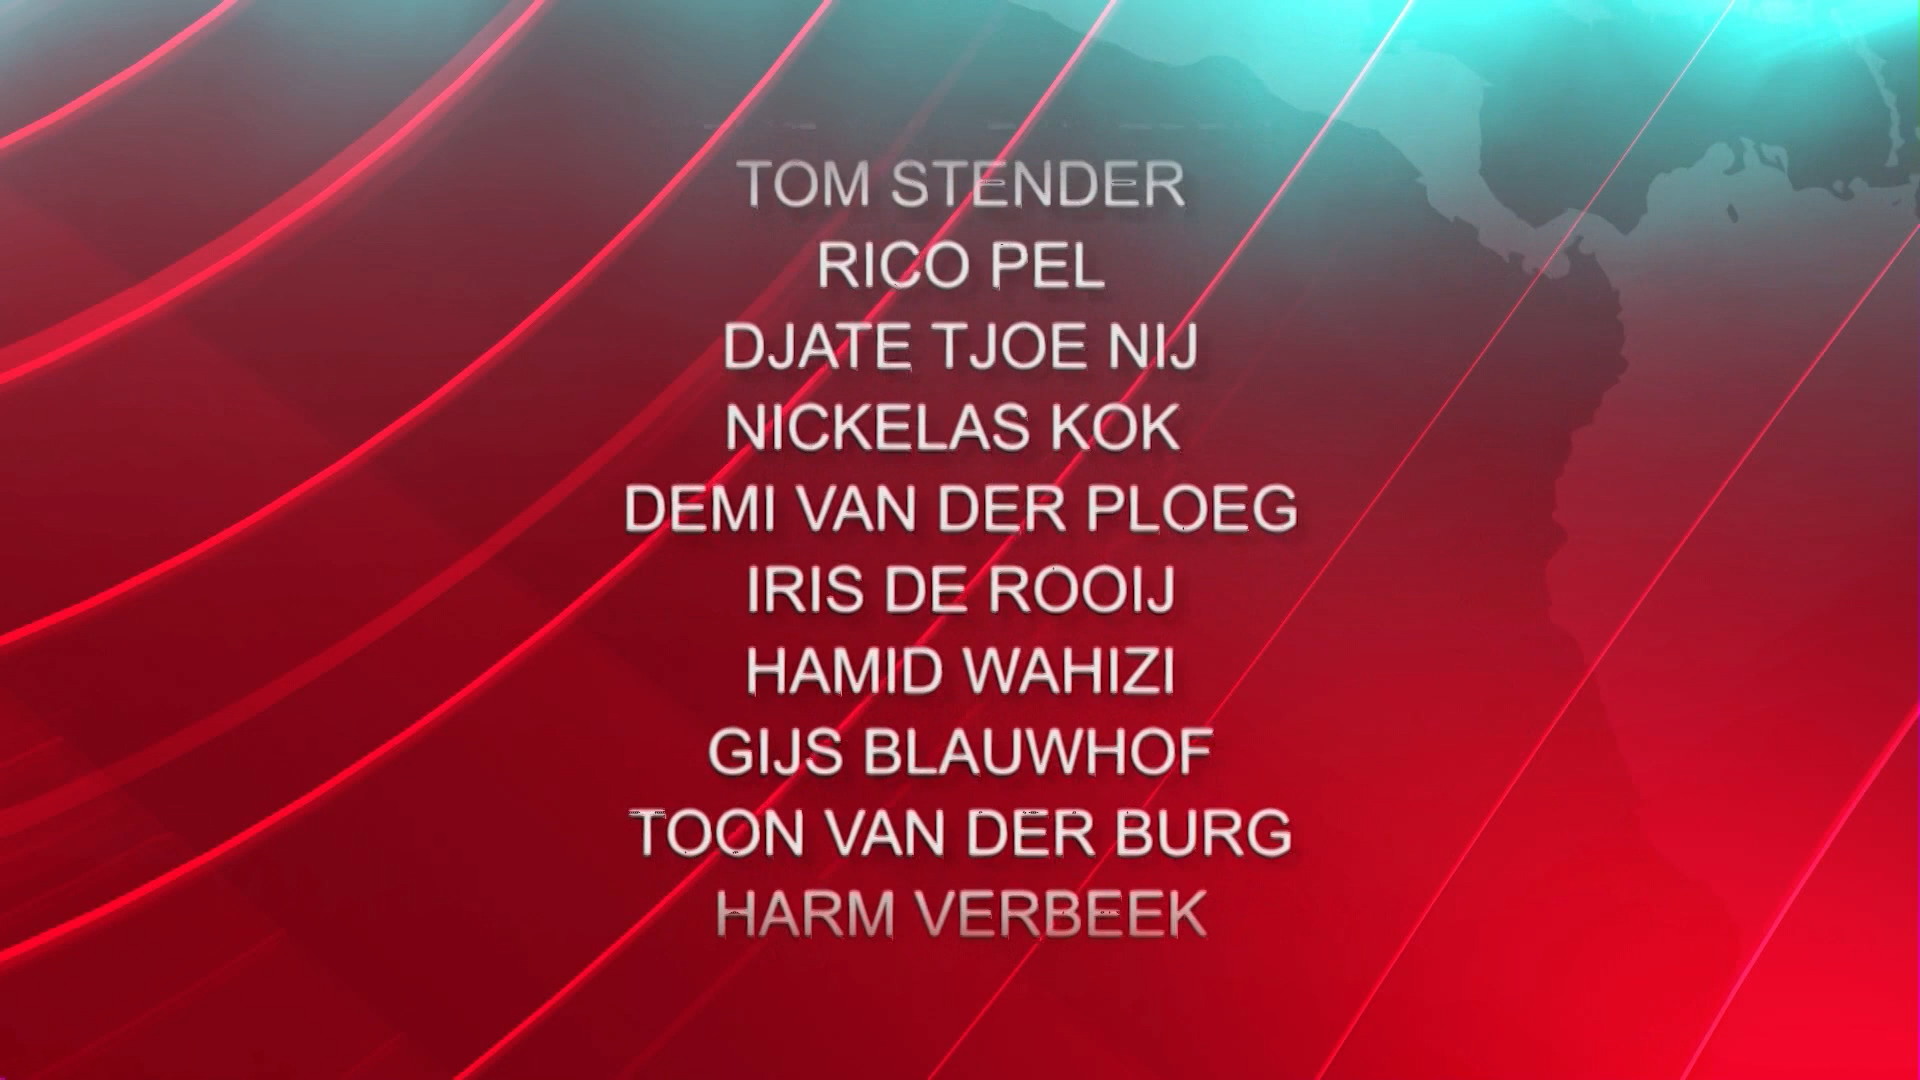 TOM STENDER
RICO PEL
DJATE TJOE NIJ
NICKELAS KOK
DEMI VAN DER PLOEG
IRIS DE ROOIJ
HAMID WAHIZI
GIJS BLAUWHOF
TOON VAN DER BURG
HARM VERBEEK